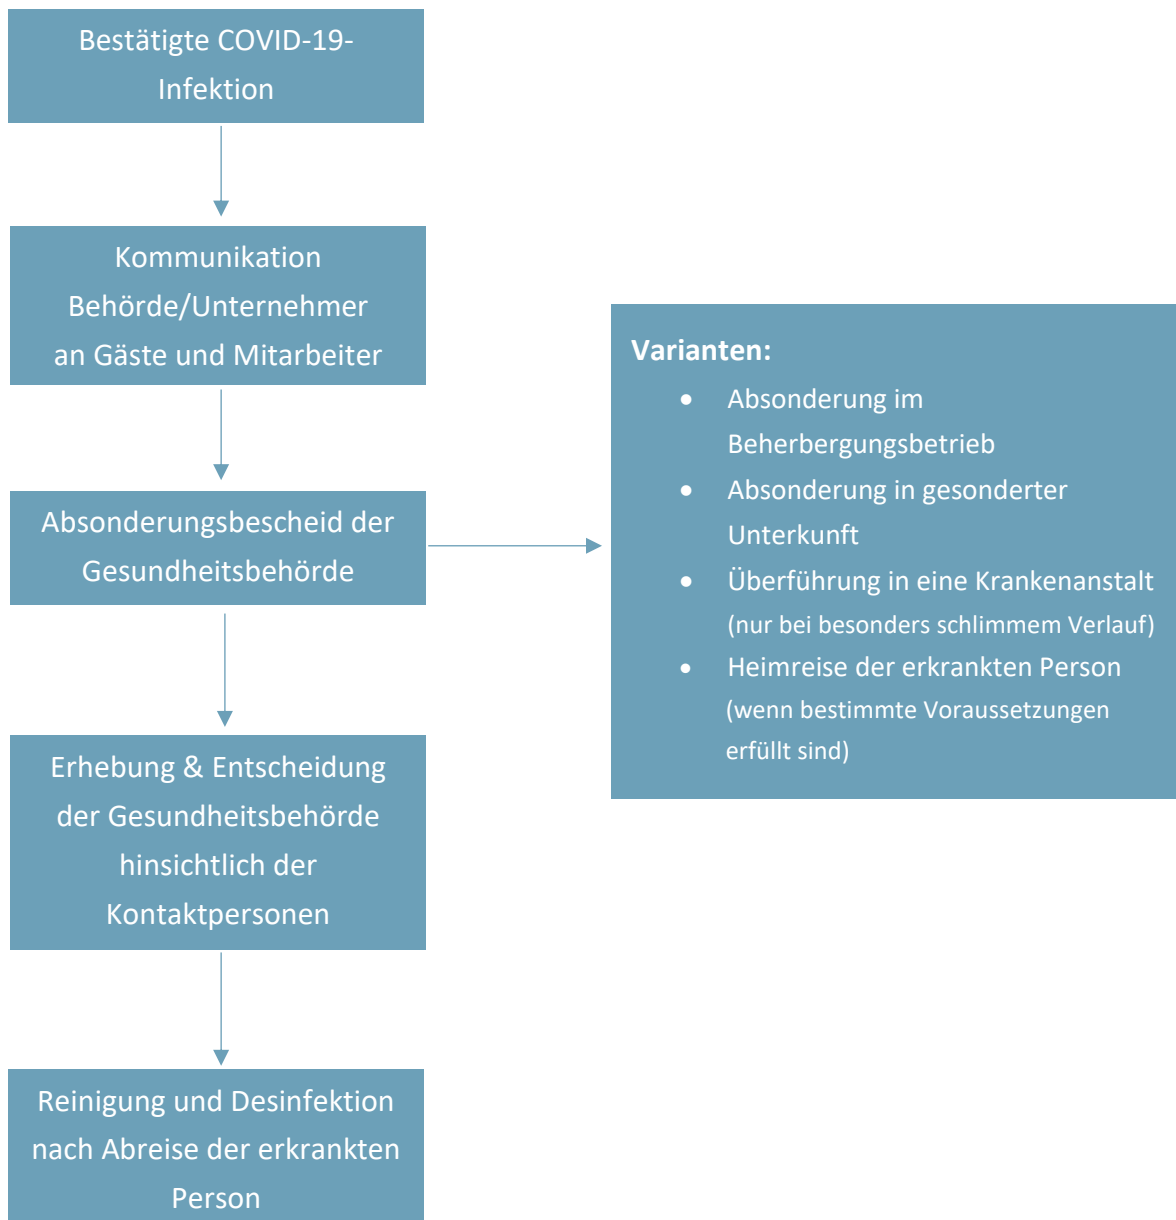 Bestätigte COVID-19-
Infektion
Kommunikation
Behörde/Unternehmer
an Gäste und Mitarbeiter
Absonderungsbescheid der
Gesundheitsbehörde
Varianten:
• Absonderung im
Beherbergungsbetrieb
• Absonderung in gesonderter
Unterkunft
• Überführung in eine Krankenanstalt
(nur bei besonders schlimmem Verlauf)
• Heimreise der erkrankten Person
(wenn bestimmte Voraussetzungen
erfüllt sind)
Erhebung & Entscheidung
der Gesundheitsbehörde
hinsichtlich der
Kontaktpersonen
Reinigung und Desinfektion
nach Abreise der erkrankten
Person